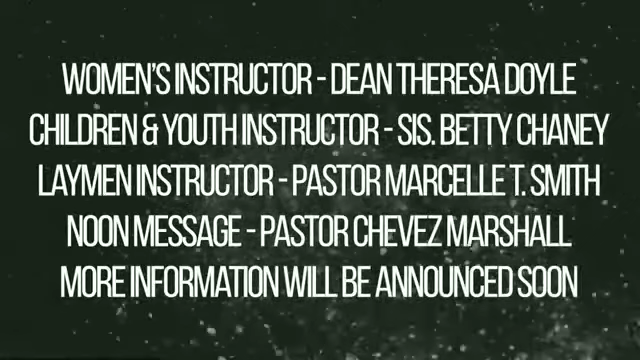 WOMEN'S INSTRUCTOR - DEAN THERESA DOYLE
CHILDREN & YOUTH INSTRUCTOR - SIS. BETTY CHANEY
LAYMEN INSTRUCTOR - PASTOR MARCELLE T. SMITH
NOON MESSAGE - PASTOR CHEVEZ MARSHALL
MORE INFORMATION WILL BE ANNOUNCED SOON